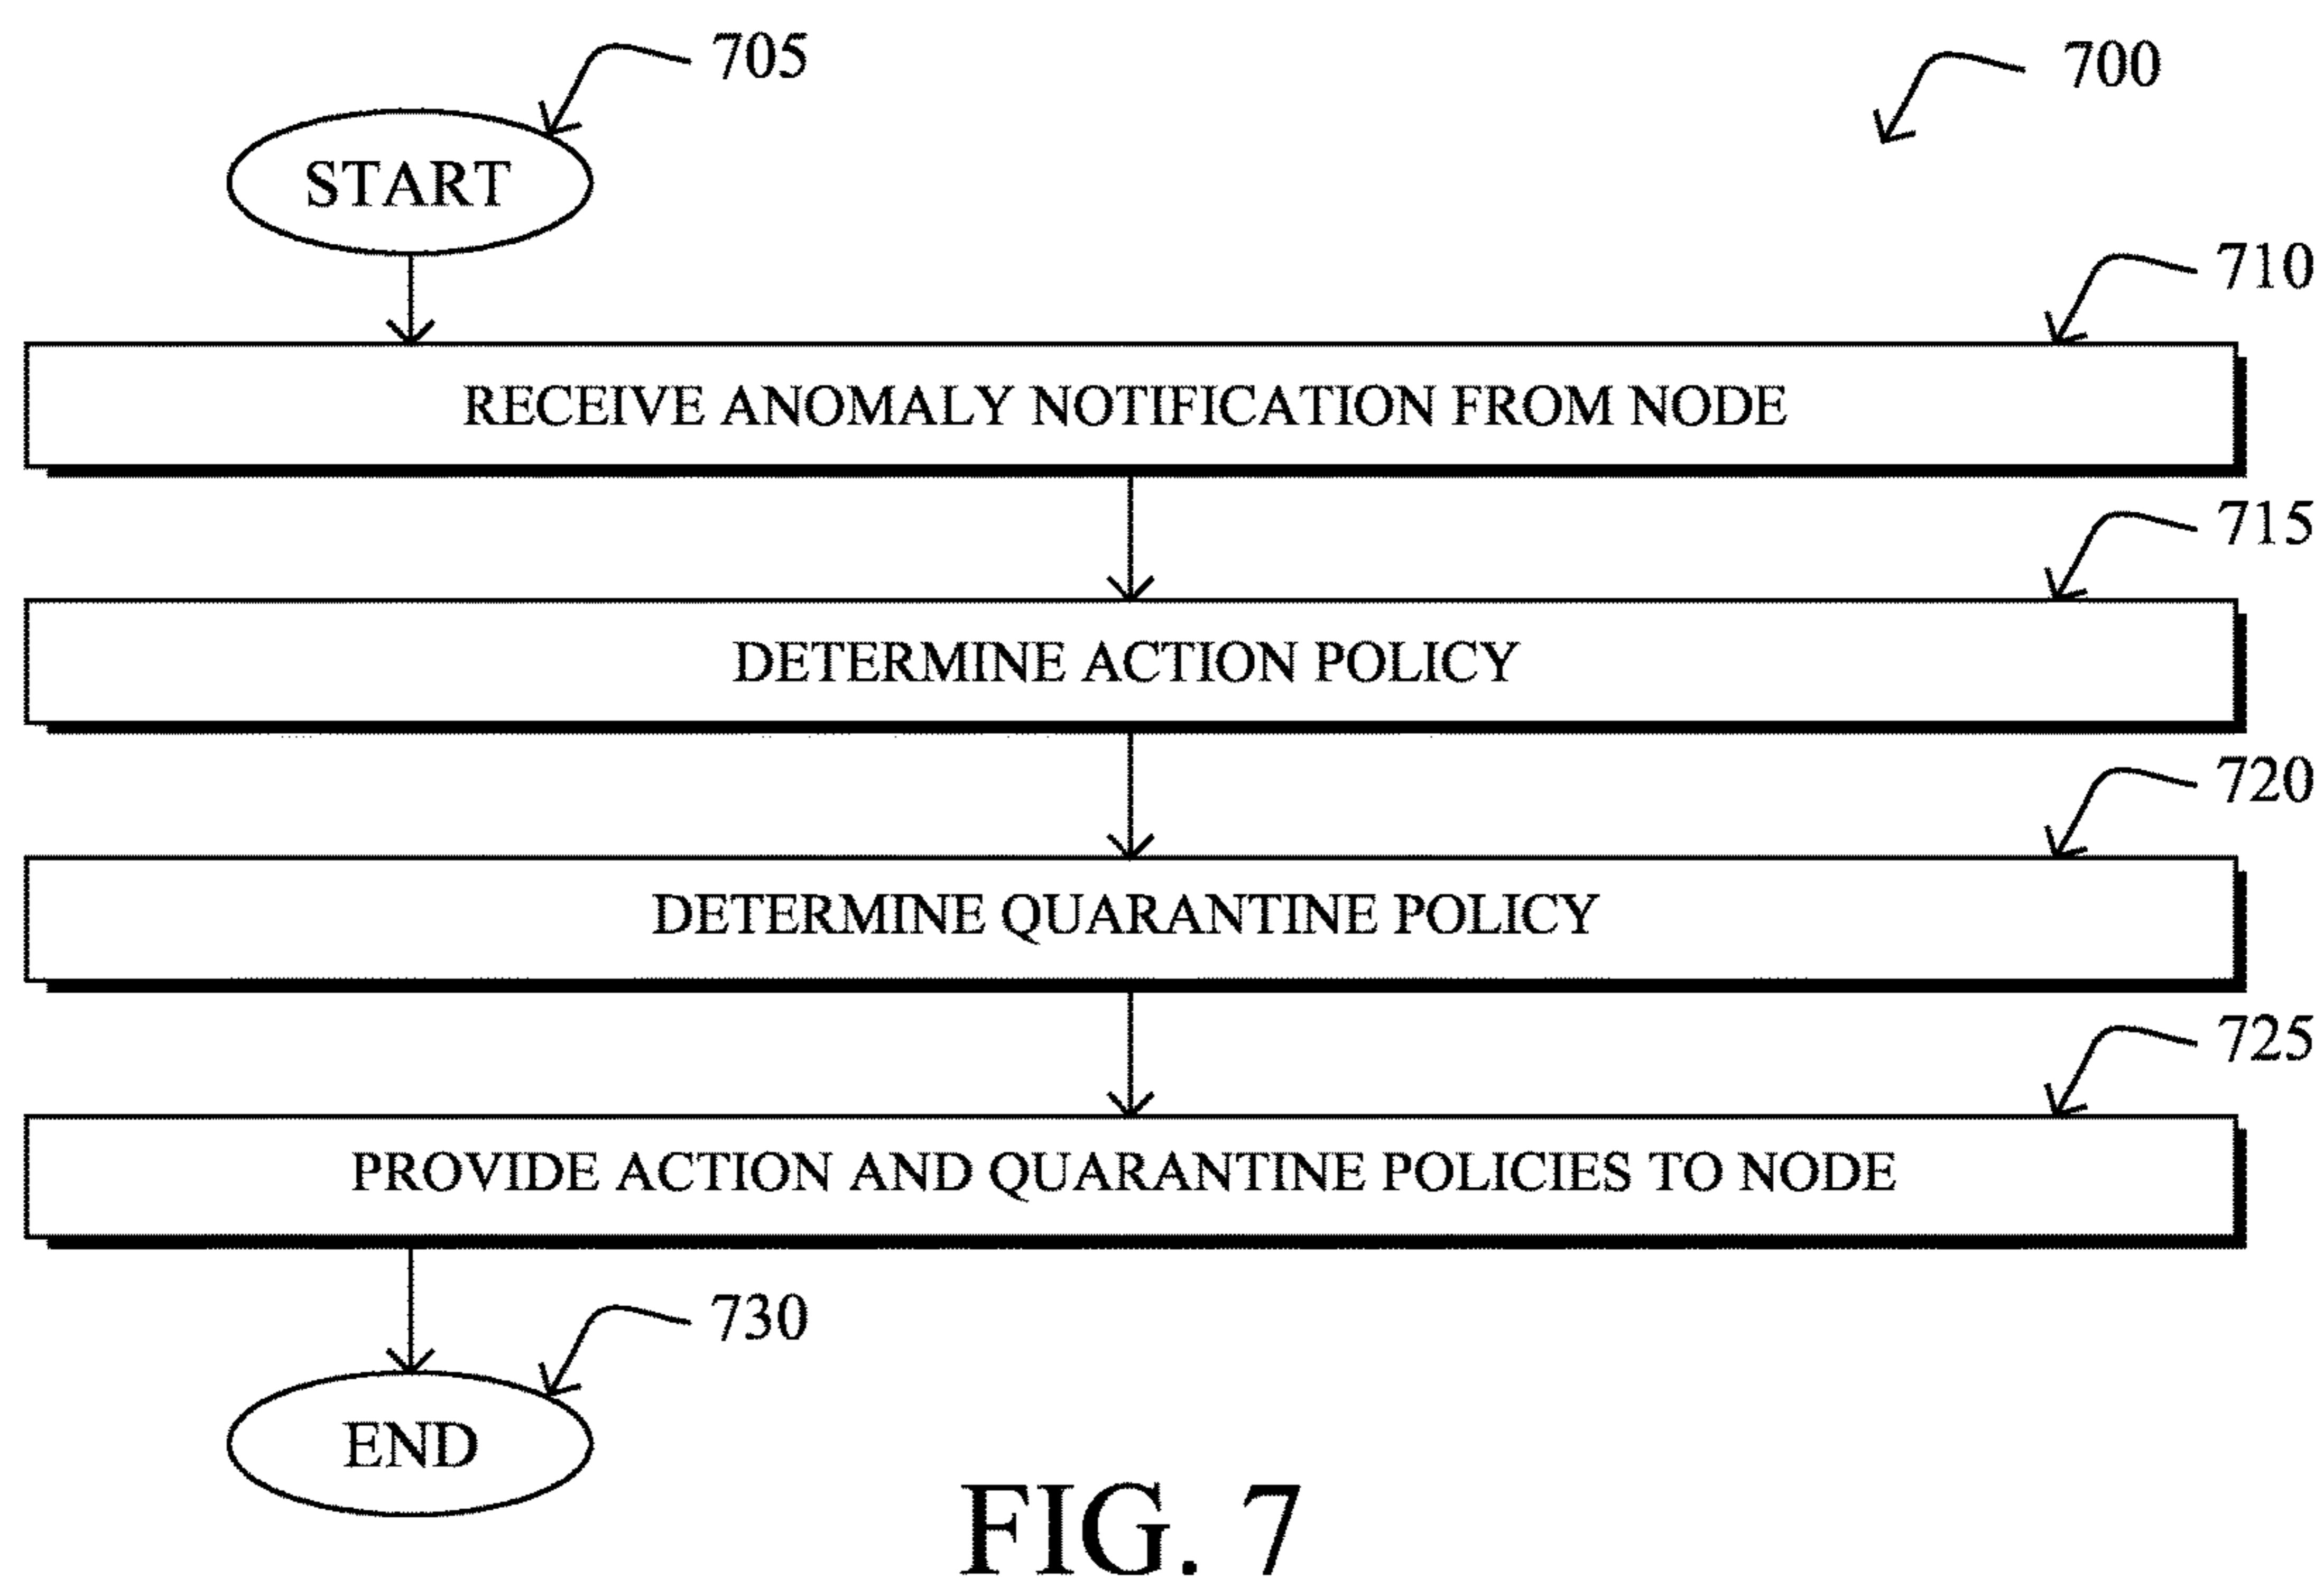 705
700
START
710
RECEIVE ANOMALY NOTIFICATION FROM NODE
715
DETERMINE ACTION POLICY
720
DETERMINE QUARANTINE POLICY
725
PROVIDE ACTION AND QUARANTINE POLICIES TO NODE
730
END
FIG. 7